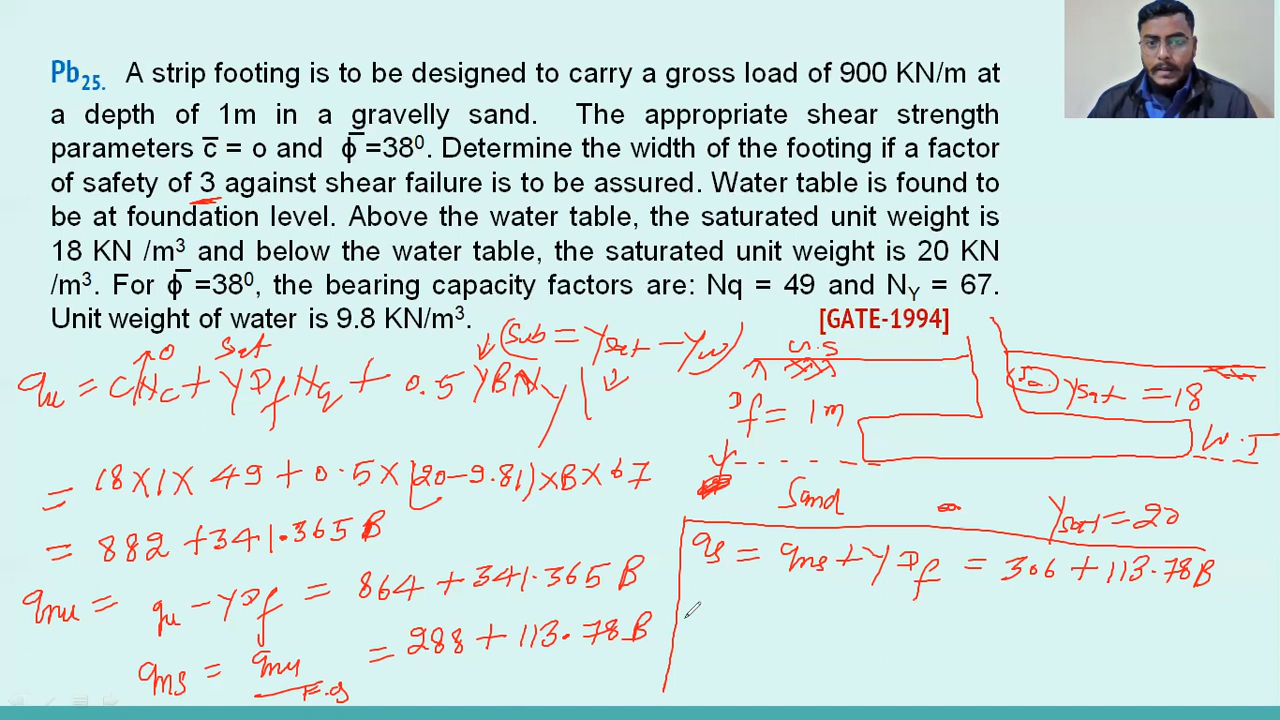 Pb25. A strip footing is to be designed to carry a gross load of 900 KN/m at
a depth of 1m in a gravelly sand. The appropriate shear strength
parameters c̅ = o and ϕ̅ =38⁰. Determine the width of the footing if a factor
of safety of 3 against shear failure is to be assured. Water table is found to
be at foundation level. Above the water table, the saturated unit weight is
18 KN /m³ and below the water table, the saturated unit weight is 20 KN
/m³. For ϕ̅ =38⁰, the bearing capacity factors are: Nq = 49 and Nγ = 67.
Unit weight of water is 9.8 KN/m³.
[GATE-1994]
(sub = γsat - γw)
0 sat
qu = CNc + γDfNq + 0.5 γBNγ
= 18 × 1 × 49 + 0.5 × (20 - 9.81) × B × 67
= 882 + 341.365 B
qnu = qu - γDf = 864 + 341.365 B
qns = qnu / F.S = 288 + 113.78 B
G.S
Df = 1m
γsat = 18
W.T
Sand
γsat = 20
qs = qns + γDf = 306 + 113.78 B